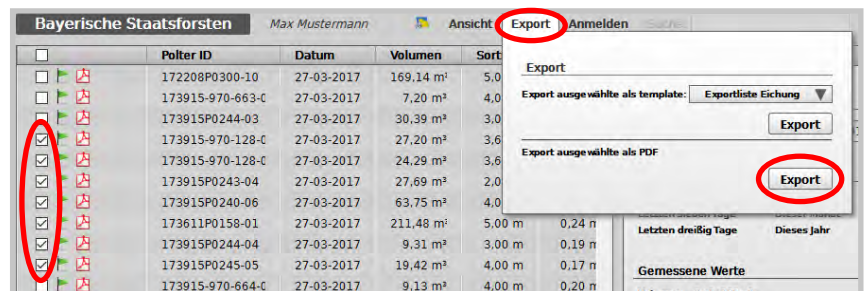 Bayerische Staatsforsten Max Mustermann Ansicht Export Anmelden
Polter ID Datum Volumen
172208P0300-10 27-03-2017 169,14 m³ 5,0
173915-970-663-0 27-03-2017 7,20 m³ 4,0
173915P0244-03 27-03-2017 30,39 m³ 3,0
173915-970-128-0 27-03-2017 27,20 m³ 3,6
173915-970-128-0 27-03-2017 24,29 m³ 3,6
173915P0243-04 27-03-2017 27,69 m³ 2,0
173915P0240-06 27-03-2017 63,75 m³ 4,0
173611P0158-01 27-03-2017 211,48 m³ 5,00 m 0,24 m
173915P0244-04 27-03-2017 9,31 m³ 3,00 m 0,19 m
173915P0245-05 27-03-2017 19,42 m³ 4,00 m 0,17 m
173915-970-664-0 27-03-2017 9,13 m³ 4,00 m 0,20 m
Export
Export ausgewählte als template: Exportliste Eichung
Export
Export ausgewählte als PDF
Export
Letzten dreißig Tage Dieses Jahr
Gemessene Werte